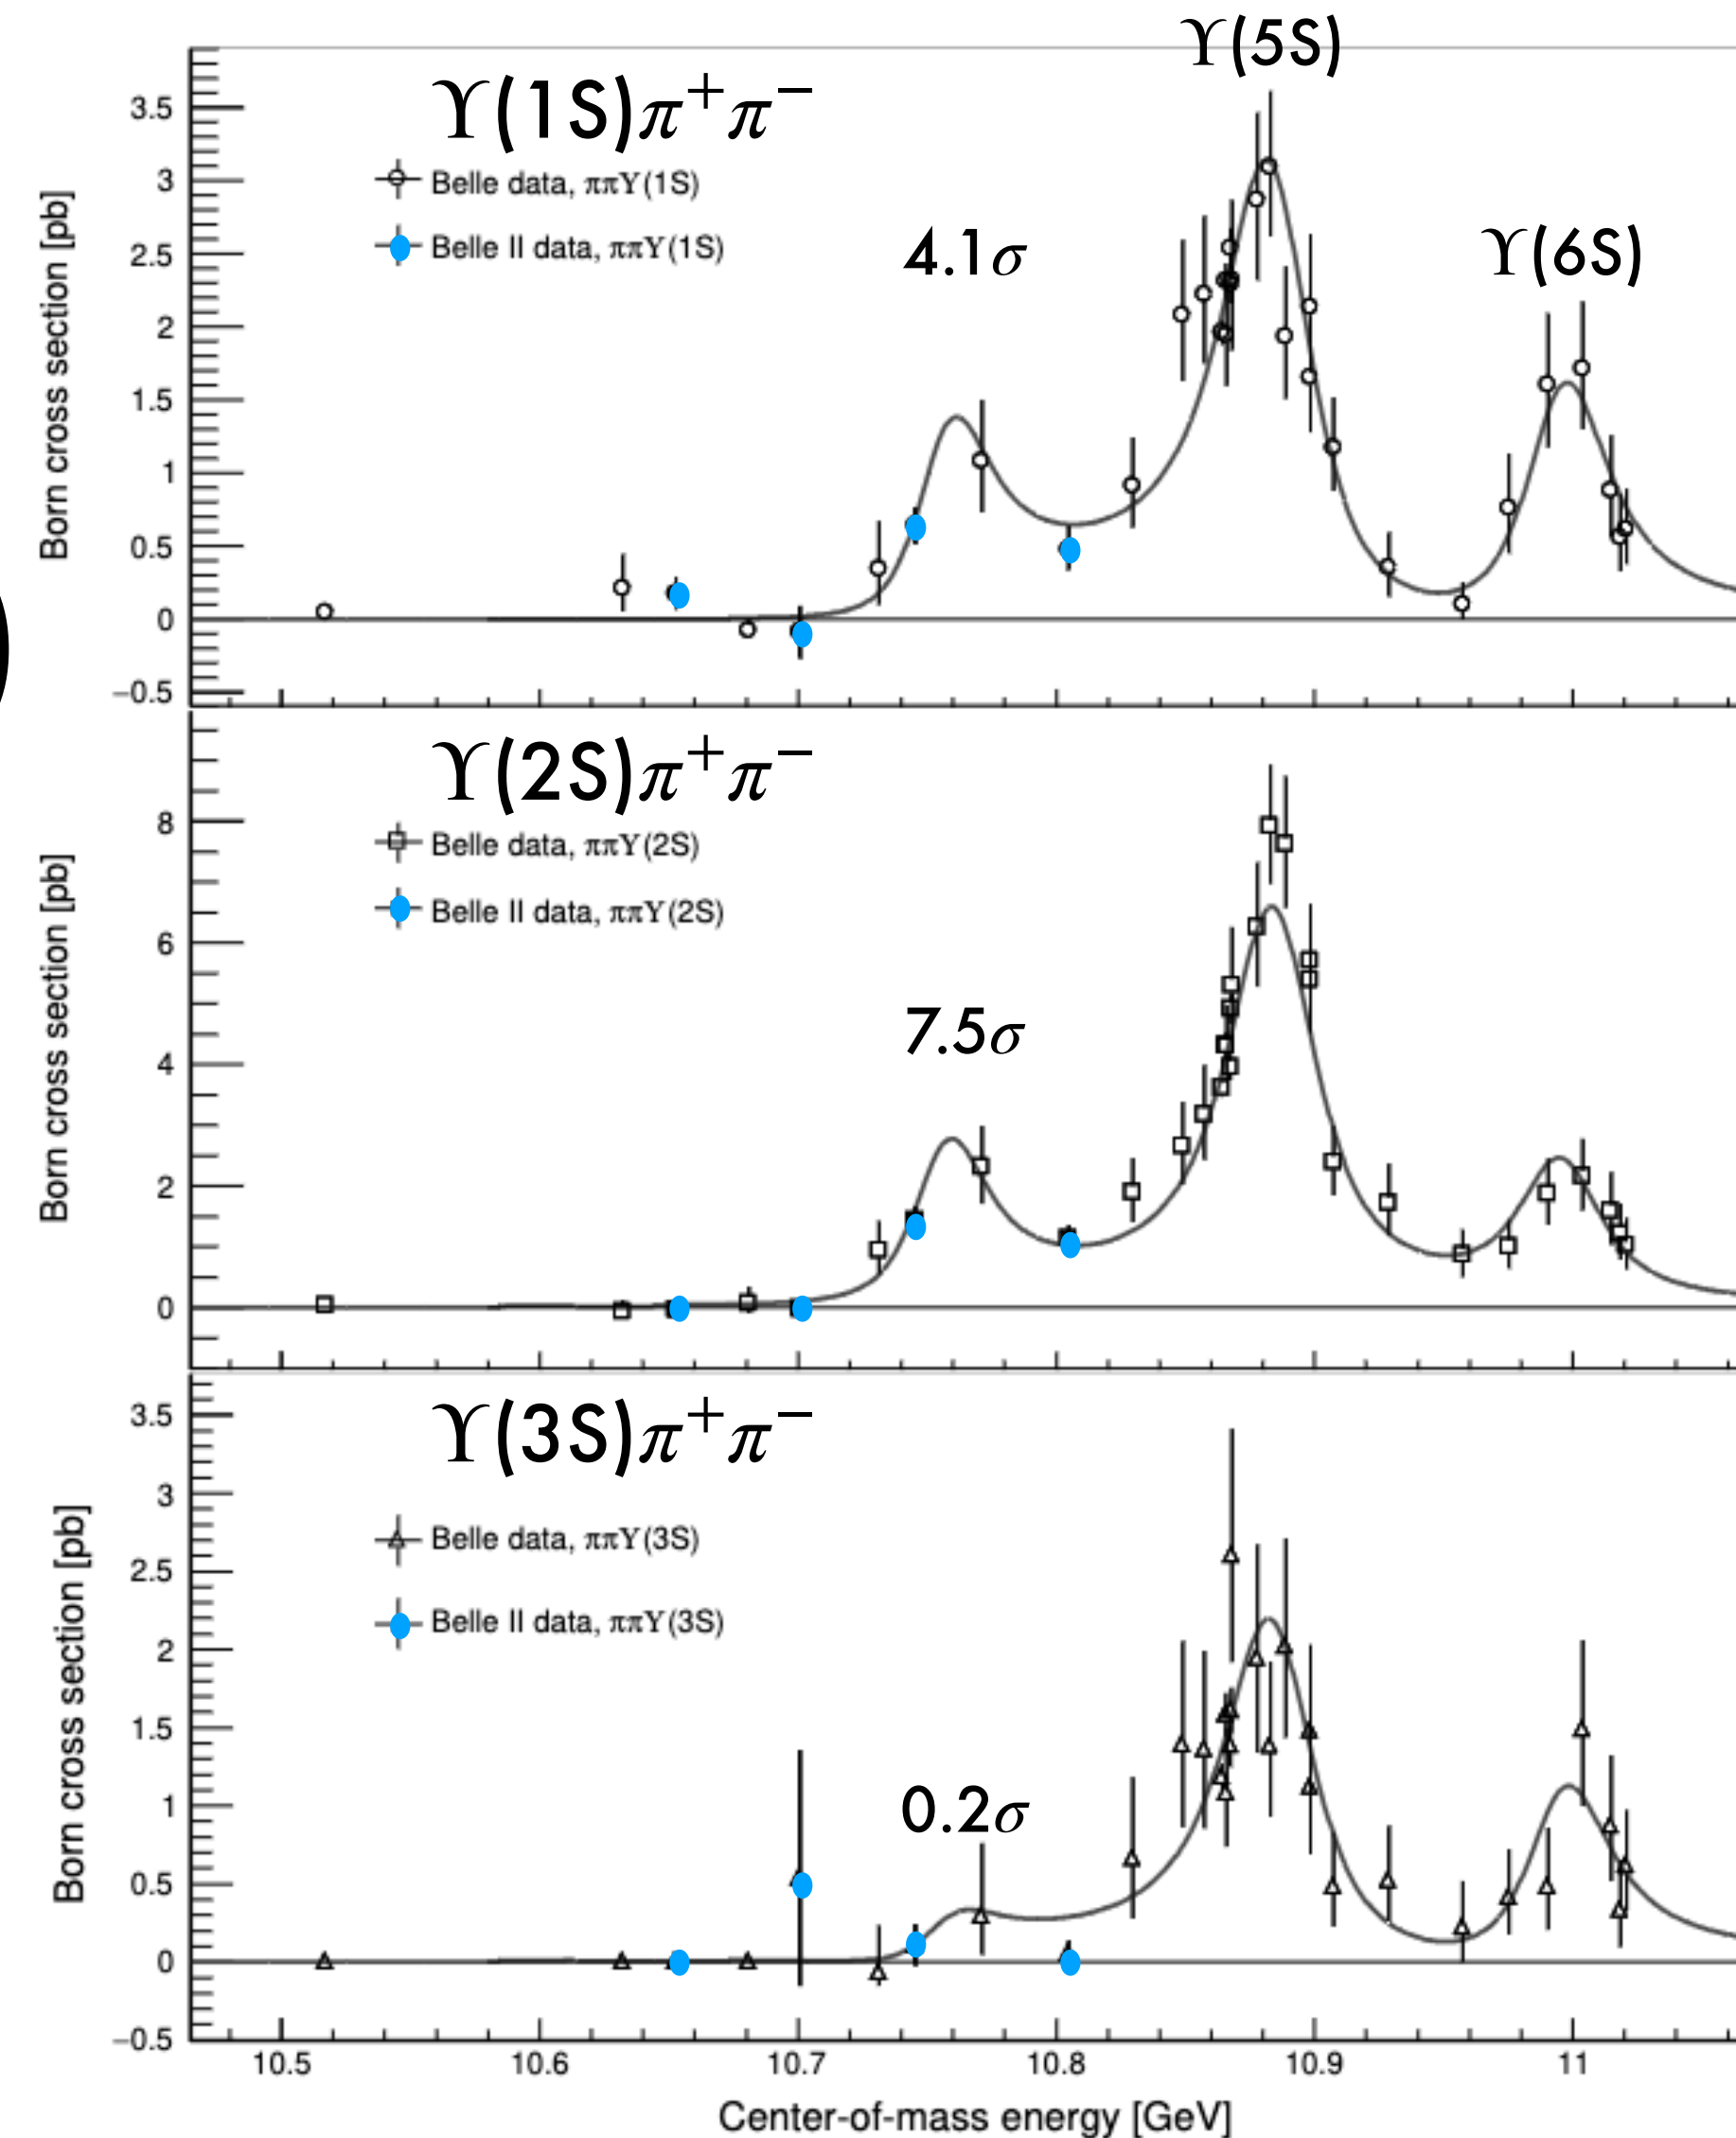 ϒ(5S)
ϒ(1S)π⁺π⁻
Belle data, ππϒ(1S)
Belle II data, ππϒ(1S)
4.1σ
ϒ(6S)
3.5
3
2.5
2
1.5
1
0.5
0
−0.5
Born cross section [pb]
ϒ(2S)π⁺π⁻
Belle data, ππϒ(2S)
Belle II data, ππϒ(2S)
7.5σ
8
6
4
2
0
Born cross section [pb]
ϒ(3S)π⁺π⁻
Belle data, ππϒ(3S)
Belle II data, ππϒ(3S)
0.2σ
3.5
3
2.5
2
1.5
1
0.5
0
−0.5
Born cross section [pb]
10.5 10.6 10.7 10.8 10.9 11
Center-of-mass energy [GeV]